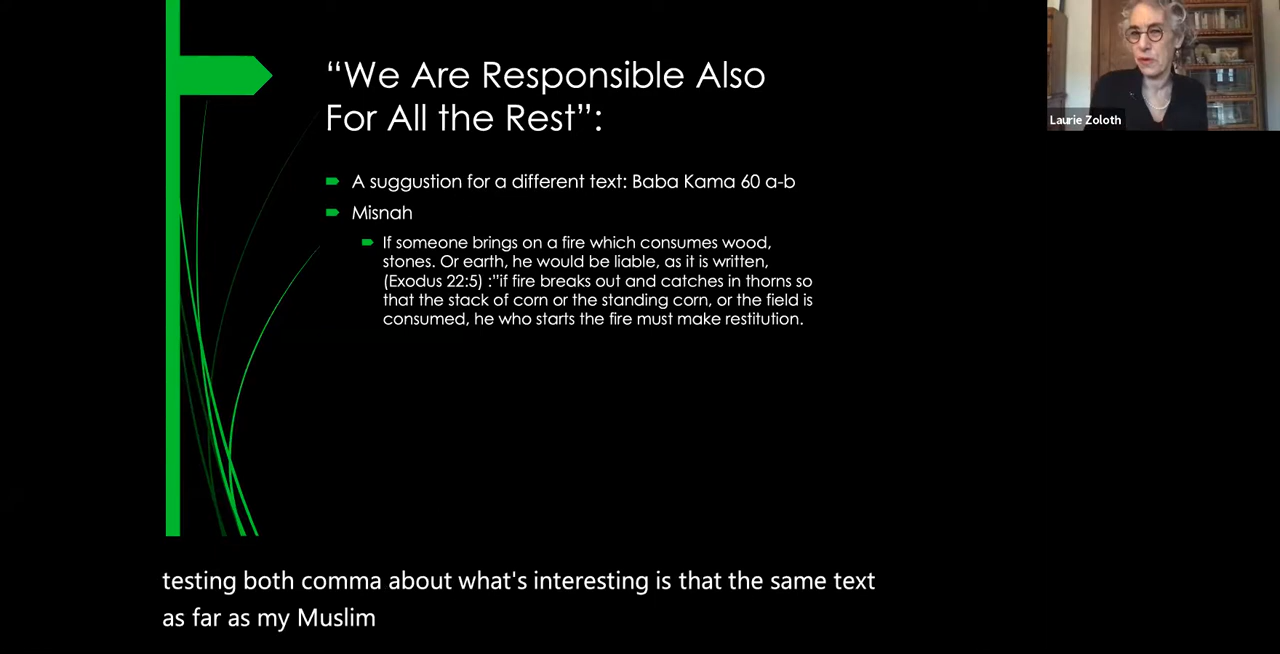 “We Are Responsible Also
For All the Rest”:
A suggustion for a different text: Baba Kama 60 a-b
Misnah
If someone brings on a fire which consumes wood,
stones. Or earth, he would be liable, as it is written,
(Exodus 22:5) :"if fire breaks out and catches in thorns so
that the stack of corn or the standing corn, or the field is
consumed, he who starts the fire must make restitution.
Laurie Zoloth
testing both comma about what's interesting is that the same text
as far as my Muslim